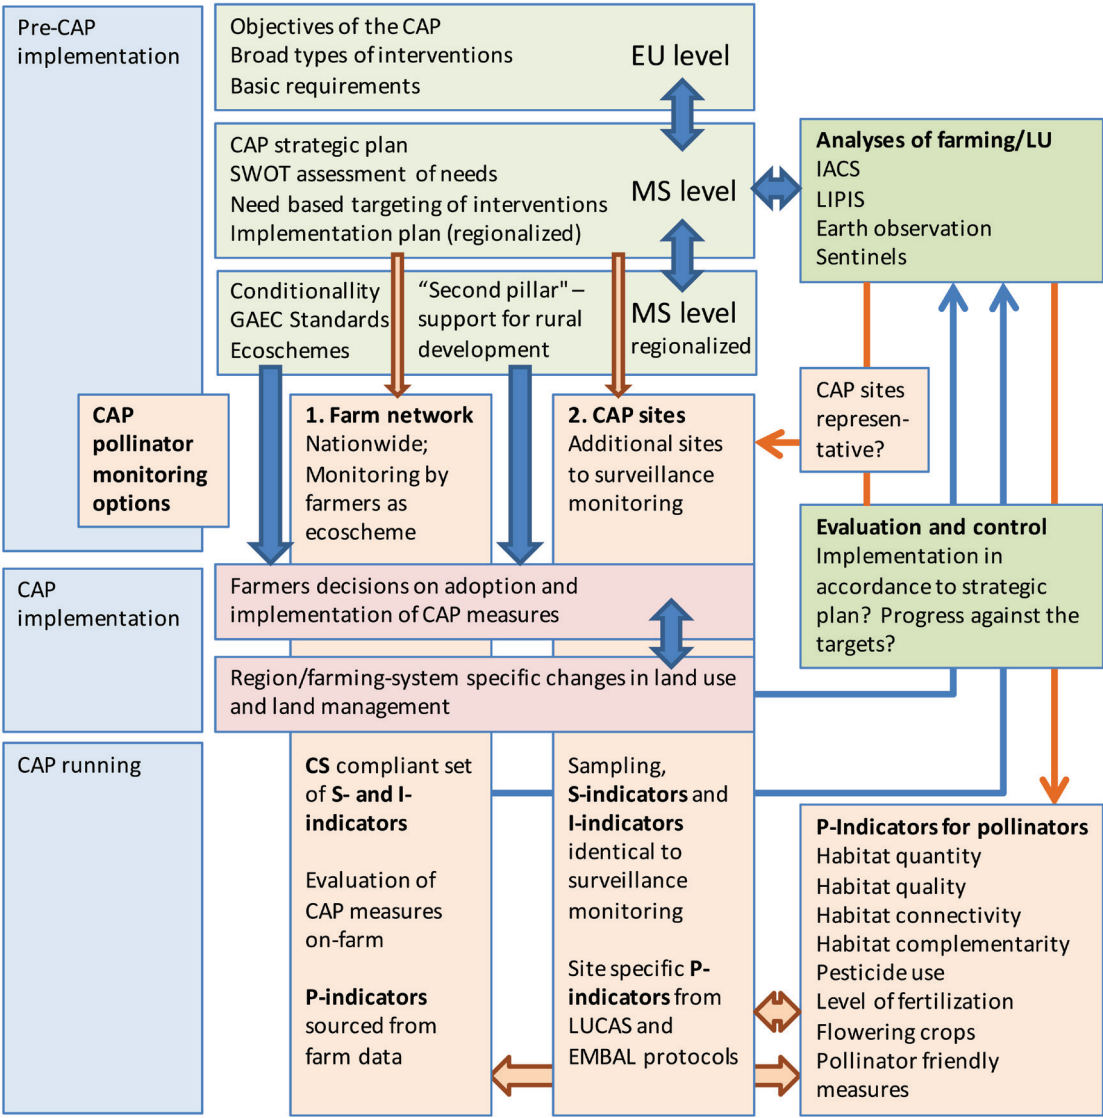 Pre-CAP
implementation
Objectives of the CAP
Broad types of interventions
Basic requirements
EU level
CAP strategic plan
SWOT assessment of needs
Need based targeting of interventions
Implementation plan (regionalized)
MS level
Analyses of farming/LU
IACS
LIPIS
Earth observation
Sentinels
Conditionallity
GAEC Standards
Ecoschemes
“Second pillar" –
support for rural
development
MS level
regionalized
CAP
pollinator
monitoring
options
1. Farm network
Nationwide;
Monitoring by
farmers as
ecoscheme
2. CAP sites
Additional sites
to surveillance
monitoring
CAP sites
represen-
tative?
Evaluation and control
Implementation in
accordance to strategic
plan? Progress against the
targets?
CAP
implementation
Farmers decisions on adoption and
implementation of CAP measures
Region/farming-system specific changes in land use
and land management
CAP running
CS compliant set
of S- and I-
indicators
Evaluation of
CAP measures
on-farm
P-indicators
sourced from
farm data
Sampling,
S-indicators and
I-indicators
identical to
surveillance
monitoring
Site specific P-
indicators from
LUCAS and
EMBAL protocols
P-Indicators for pollinators
Habitat quantity
Habitat quality
Habitat connectivity
Habitat complementarity
Pesticide use
Level of fertilization
Flowering crops
Pollinator friendly
measures